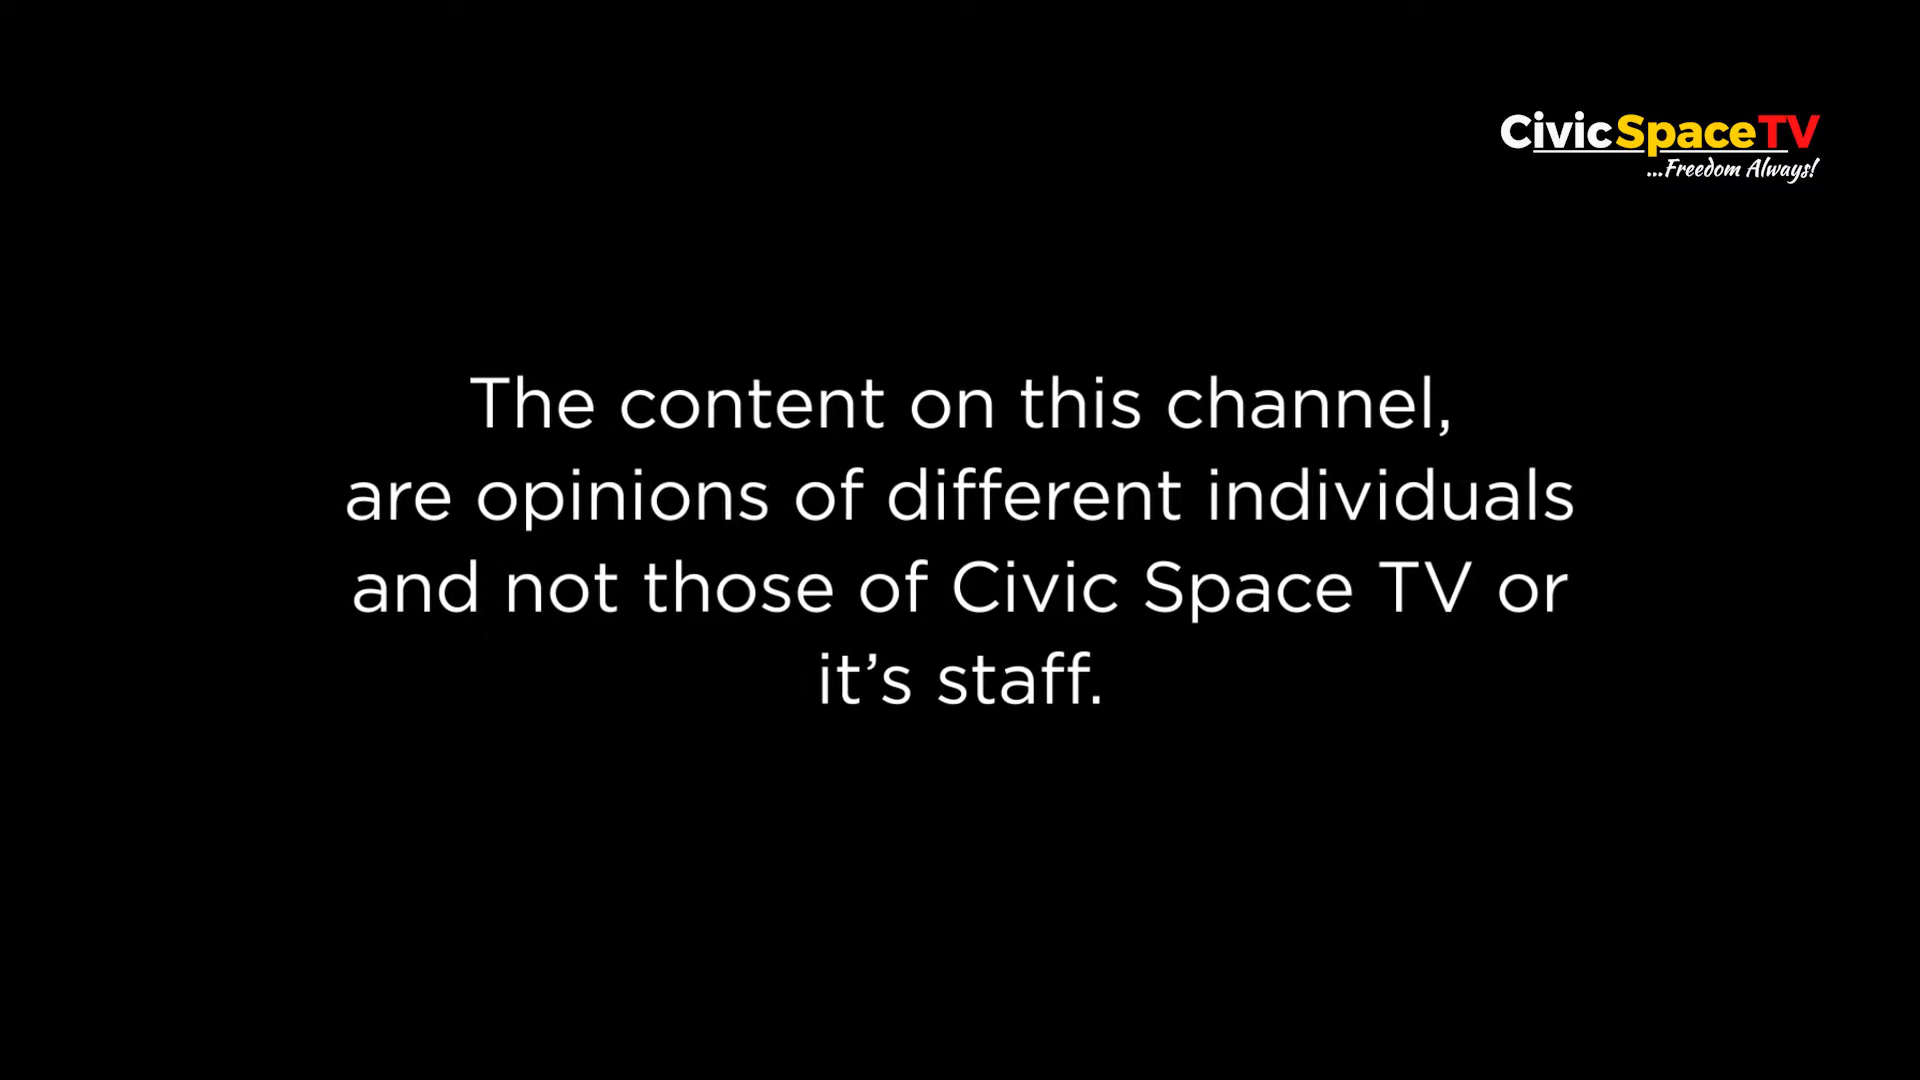 CivicSpaceTV
...Freedom Always!
The content on this channel,
are opinions of different individuals
and not those of Civic Space TV or
it’s staff.